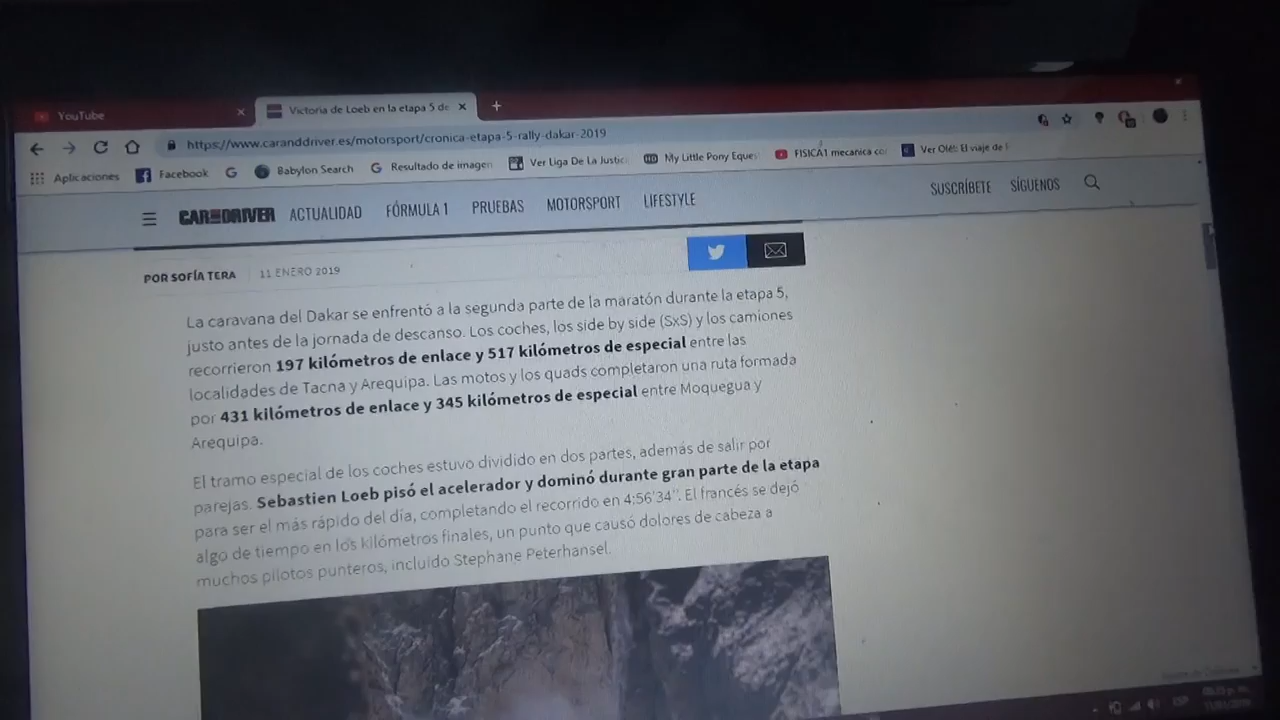 YouTube
Victoria de Loeb en la etapa 5 de
https://www.caranddriver.es/motorsport/cronica-etapa-5-rally-dakar-2019
Aplicaciones Facebook Babylon Search Resultado de imagen Ver Liga De La Justic My Little Pony Eque FISICA1 mecanica co Ver Olé!: El viaje de F
CAR AND DRIVER ACTUALIDAD FÓRMULA 1 PRUEBAS MOTORSPORT LIFESTYLE SUSCRÍBETE SÍGUENOS
POR SOFÍA TERA 11 ENERO 2019
La caravana del Dakar se enfrentó a la segunda parte de la maratón durante la etapa 5,
justo antes de la jornada de descanso. Los coches, los side by side (SxS) y los camiones
recorrieron 197 kilómetros de enlace y 517 kilómetros de especial entre las
localidades de Tacna y Arequipa. Las motos y los quads completaron una ruta formada
por 431 kilómetros de enlace y 345 kilómetros de especial entre Moquegua y
Arequipa.
El tramo especial de los coches estuvo dividido en dos partes, además de salir por
parejas. Sebastien Loeb pisó el acelerador y dominó durante gran parte de la etapa
para ser el más rápido del día, completando el recorrido en 4:56'34''. El francés se dejó
algo de tiempo en los kilómetros finales, un punto que causó dolores de cabeza a
muchos pilotos punteros, incluido Stephane Peterhansel.
ESP